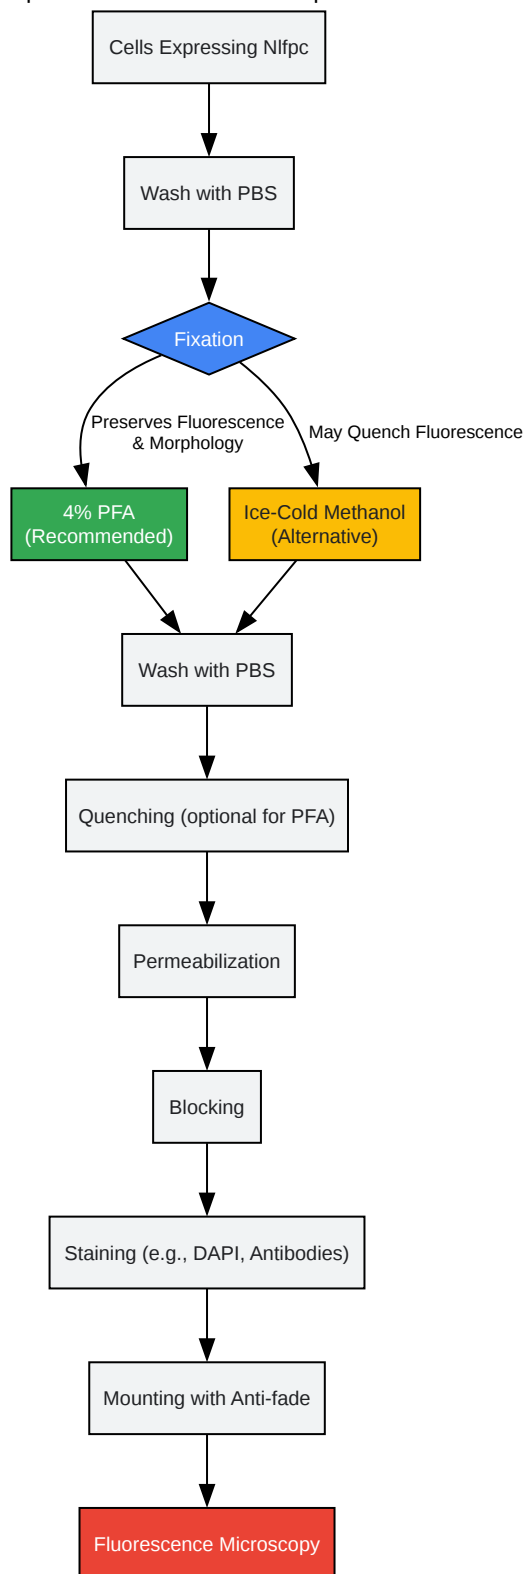 Cells Expressing Nlfpc
Wash with PBS
Fixation
Preserves Fluorescence
& Morphology
May Quench Fluorescence
4% PFA
(Recommended)
Ice-Cold Methanol
(Alternative)
Wash with PBS
Quenching (optional for PFA)
Permeabilization
Blocking
Staining (e.g., DAPI, Antibodies)
Mounting with Anti-fade
Fluorescence Microscopy